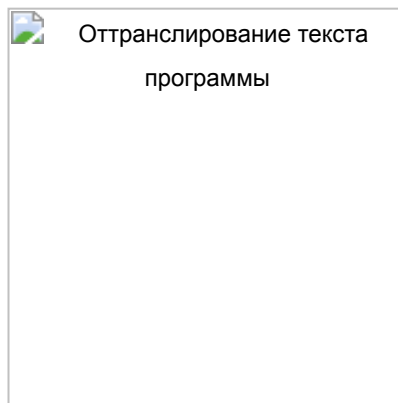 Оттранслирование текста
программы